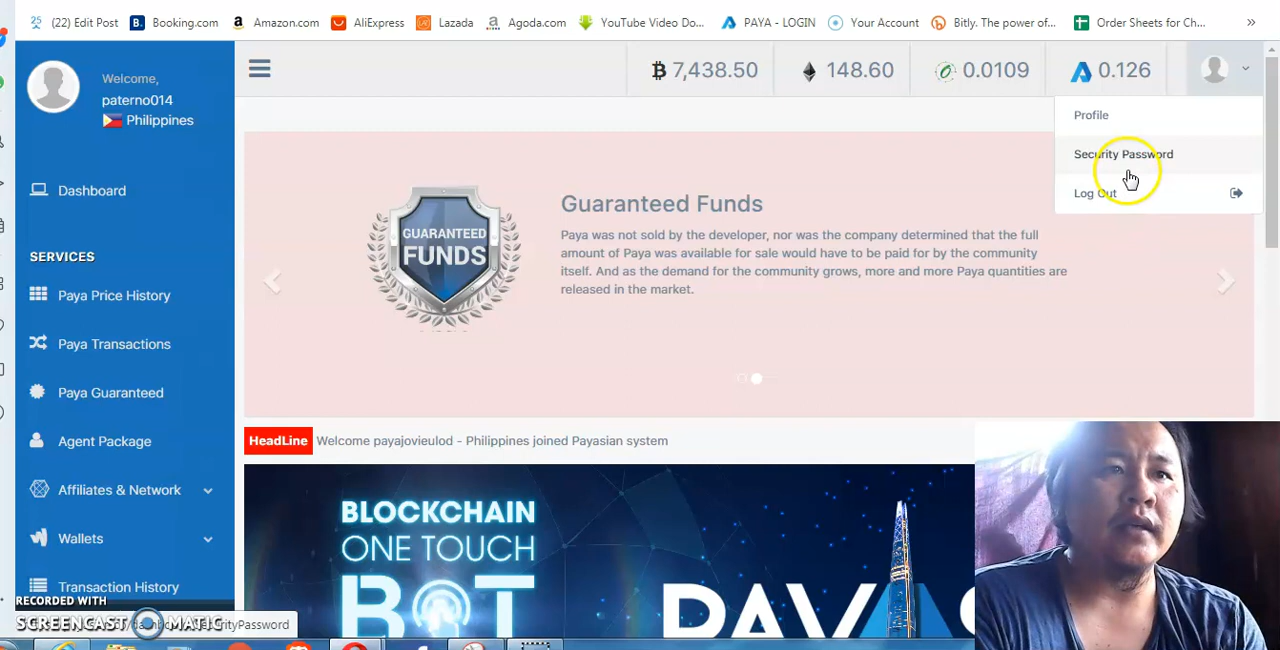 (22) Edit Post
Booking.com
Amazon.com
AliExpress
Lazada
Agoda.com
YouTube Video Do...
PAYA - LOGIN
Your Account
Bitly. The power of...
Order Sheets for Ch...
Welcome,
paterno014
Philippines
7,438.50
148.60
0.0109
0.126
Profile
Security Password
Log Out
Dashboard
SERVICES
Paya Price History
Paya Transactions
Paya Guaranteed
Agent Package
Affiliates & Network
Wallets
Transaction History
GUARANTEED
FUNDS
Guaranteed Funds
Paya was not sold by the developer, nor was the company determined that the full
amount of Paya was available for sale would have to be paid for by the community
itself. And as the demand for the community grows, more and more Paya quantities are
released in the market.
HeadLine Welcome payajovieulod - Philippines joined Payasian system
BLOCKCHAIN
ONE TOUCH
BOT
RECORDED WITH
SCREENCAST MATIC